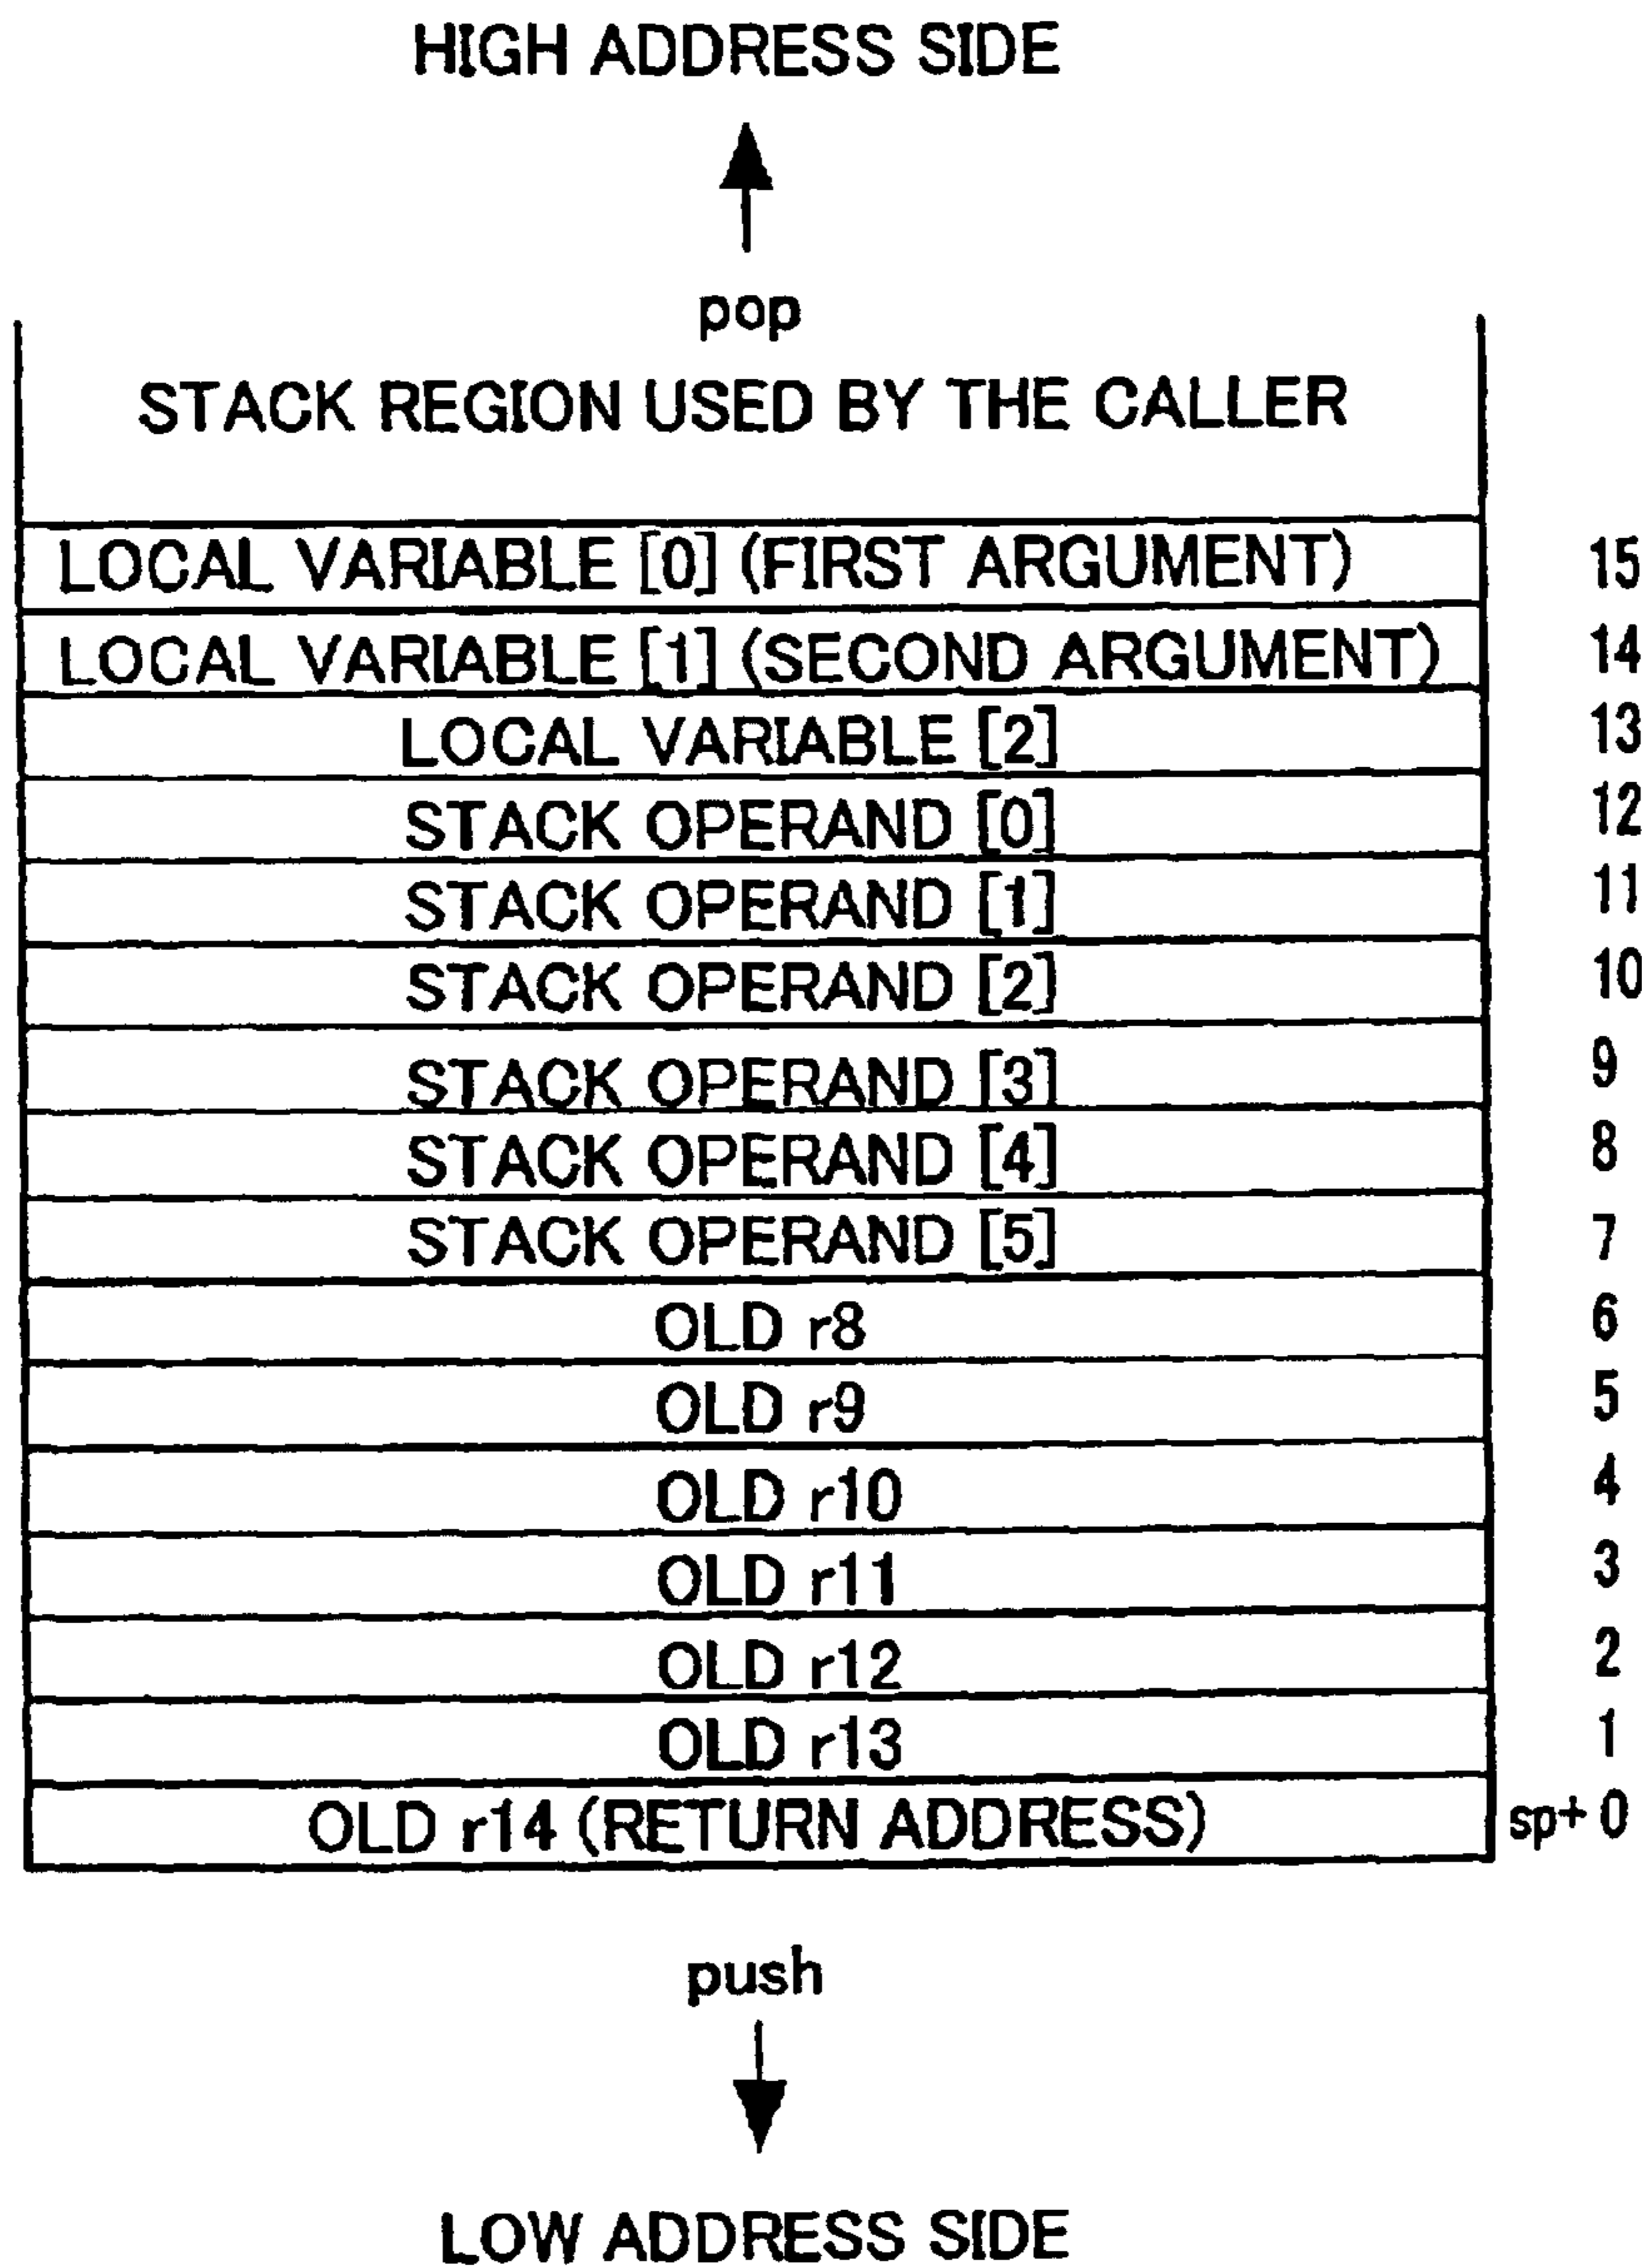 HIGH ADDRESS SIDE
pop
STACK REGION USED BY THE CALLER
LOCAL VARIABLE [0] (FIRST ARGUMENT) 15
LOCAL VARIABLE [1] (SECOND ARGUMENT) 14
LOCAL VARIABLE [2] 13
STACK OPERAND [0] 12
STACK OPERAND [1] 11
STACK OPERAND [2] 10
STACK OPERAND [3] 9
STACK OPERAND [4] 8
STACK OPERAND [5] 7
OLD r8 6
OLD r9 5
OLD r10 4
OLD r11 3
OLD r12 2
OLD r13 1
OLD r14 (RETURN ADDRESS) sp+ 0
push
LOW ADDRESS SIDE